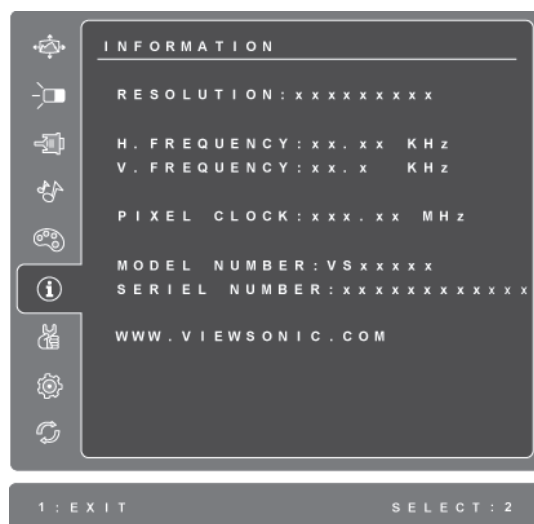 INFORMATION
RESOLUTION:xxxxxxxxx
H. FREQUENCY:xx.xx KHz
V. FREQUENCY:xx.x KHz
PIXEL CLOCK:xxx.xx MHz
MODEL NUMBER:VSxxxxx
SERIEL NUMBER:xxxxxxxxxxxx
WWW.VIEWSONIC.COM
1:EXIT SELECT:2